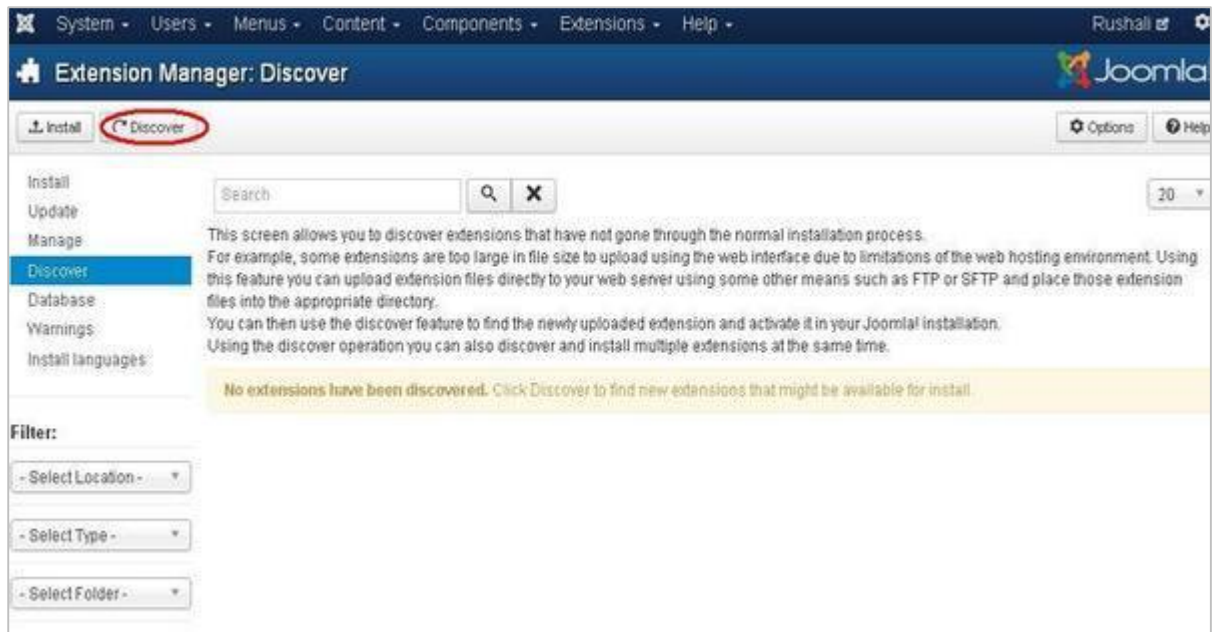 System Users Menus Content Components Extensions Help Rushali
Extension Manager: Discover Joomla!
Install Discover Options Help
Install
Update
Manage
Discover
Database
Warnings
Install languages
Search 20
This screen allows you to discover extensions that have not gone through the normal installation process.
For example, some extensions are too large in file size to upload using the web interface due to limitations of the web hosting environment. Using
this feature you can upload extension files directly to your web server using some other means such as FTP or SFTP and place those extension
files into the appropriate directory.
You can then use the discover feature to find the newly uploaded extension and activate it in your Joomla! installation.
Using the discover operation you can also discover and install multiple extensions at the same time.
No extensions have been discovered. Click Discover to find new extensions that might be available for install.
Filter:
- Select Location -
- Select Type -
- Select Folder -